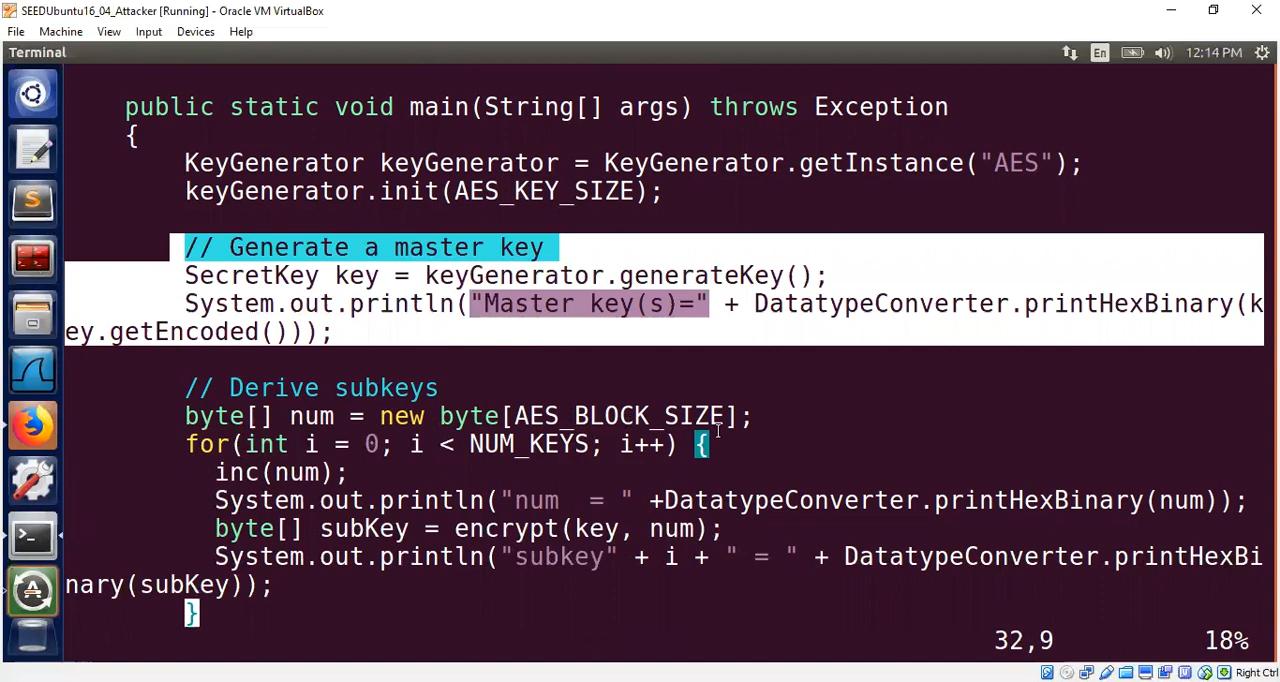 SEEDUbuntu16_04_Attacker [Running] - Oracle VM VirtualBox
File Machine View Input Devices Help
Terminal En 12:14 PM
public static void main(String[] args) throws Exception
{
KeyGenerator keyGenerator = KeyGenerator.getInstance("AES");
keyGenerator.init(AES_KEY_SIZE);
// Generate a master key
SecretKey key = keyGenerator.generateKey();
System.out.println("Master key(s)=" + DatatypeConverter.printHexBinary(k
ey.getEncoded()));
// Derive subkeys
byte[] num = new byte[AES_BLOCK_SIZE];
for(int i = 0; i < NUM_KEYS; i++) {
inc(num);
System.out.println("num  = " +DatatypeConverter.printHexBinary(num));
byte[] subKey = encrypt(key, num);
System.out.println("subkey" + i + " = " + DatatypeConverter.printHexBi
nary(subKey));
}
32,9 18%
Right Ctrl